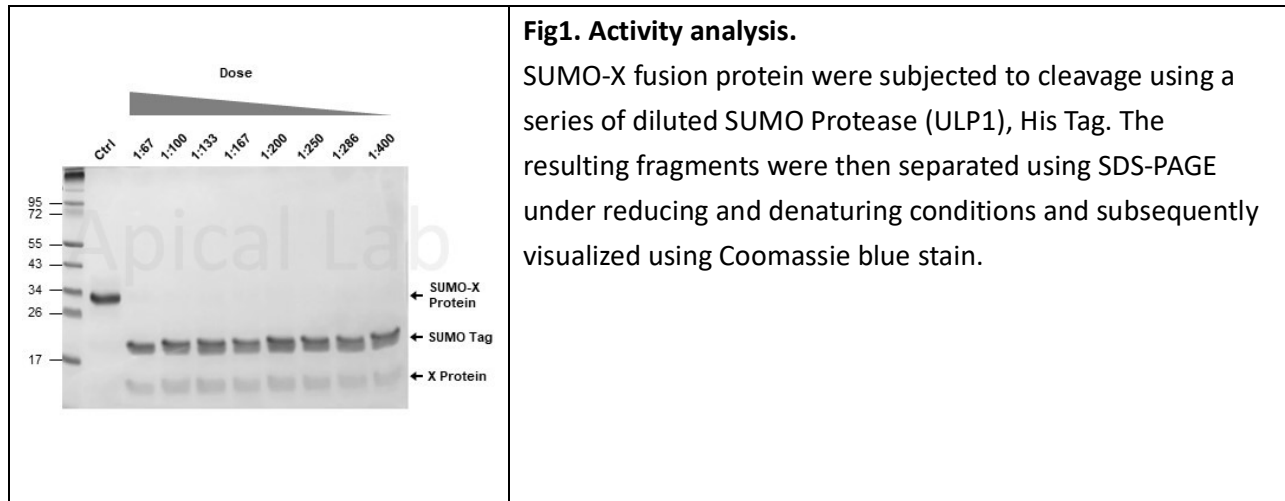 Dose
Ctrl 1:67 1:100 1:133 1:167 1:200 1:250 1:286 1:400
95
72
55
43
34
26
17
Apical Lab
SUMO-X
Protein
SUMO Tag
X Protein
Fig1. Activity analysis.
SUMO-X fusion protein were subjected to cleavage using a
series of diluted SUMO Protease (ULP1), His Tag. The
resulting fragments were then separated using SDS-PAGE
under reducing and denaturing conditions and subsequently
visualized using Coomassie blue stain.